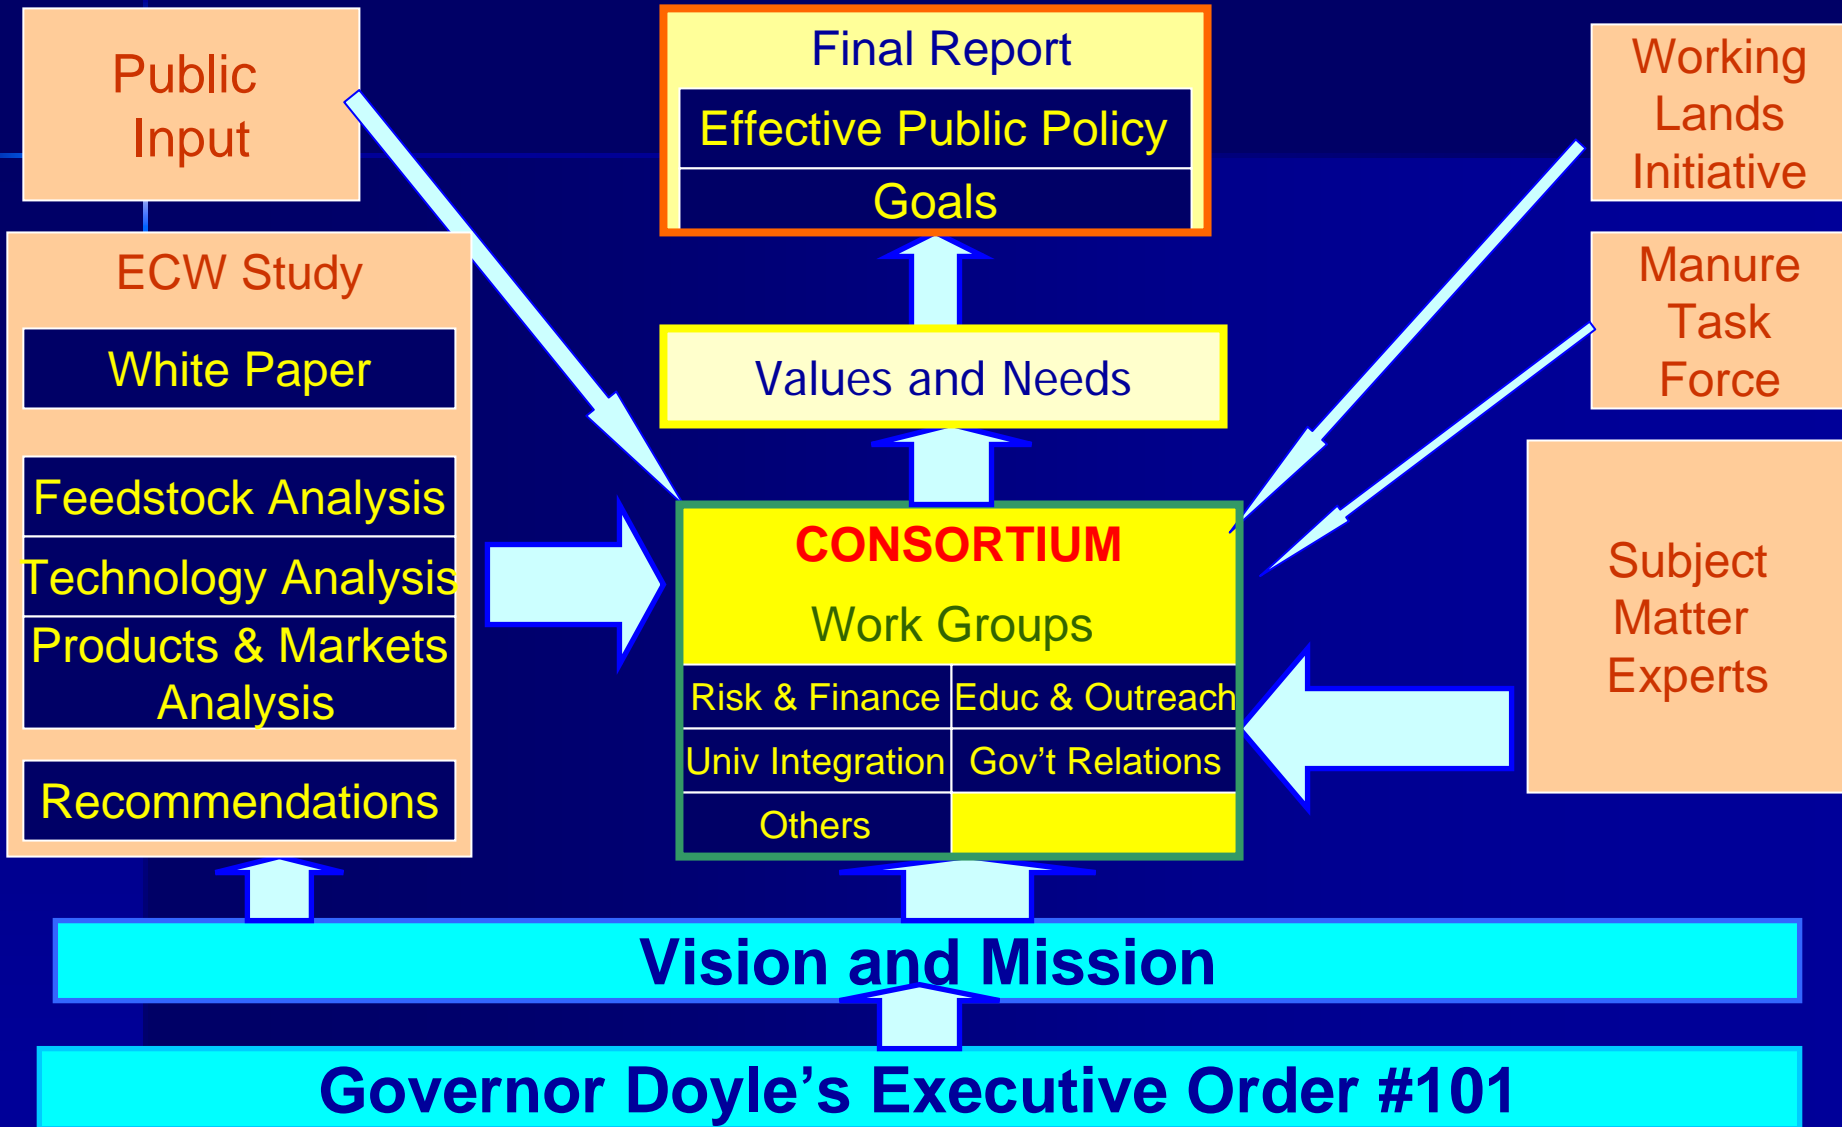 Public
Input
ECW Study
White Paper
Feedstock Analysis
Technology Analysis
Products & Markets
Analysis
Recommendations
Final Report
Effective Public Policy
Goals
Values and Needs
CONSORTIUM
Work Groups
Risk & Finance
Educ & Outreach
Univ Integration
Gov’t Relations
Others
Working
Lands
Initiative
Manure
Task
Force
Subject
Matter
Experts
Vision and Mission
Governor Doyle’s Executive Order #101